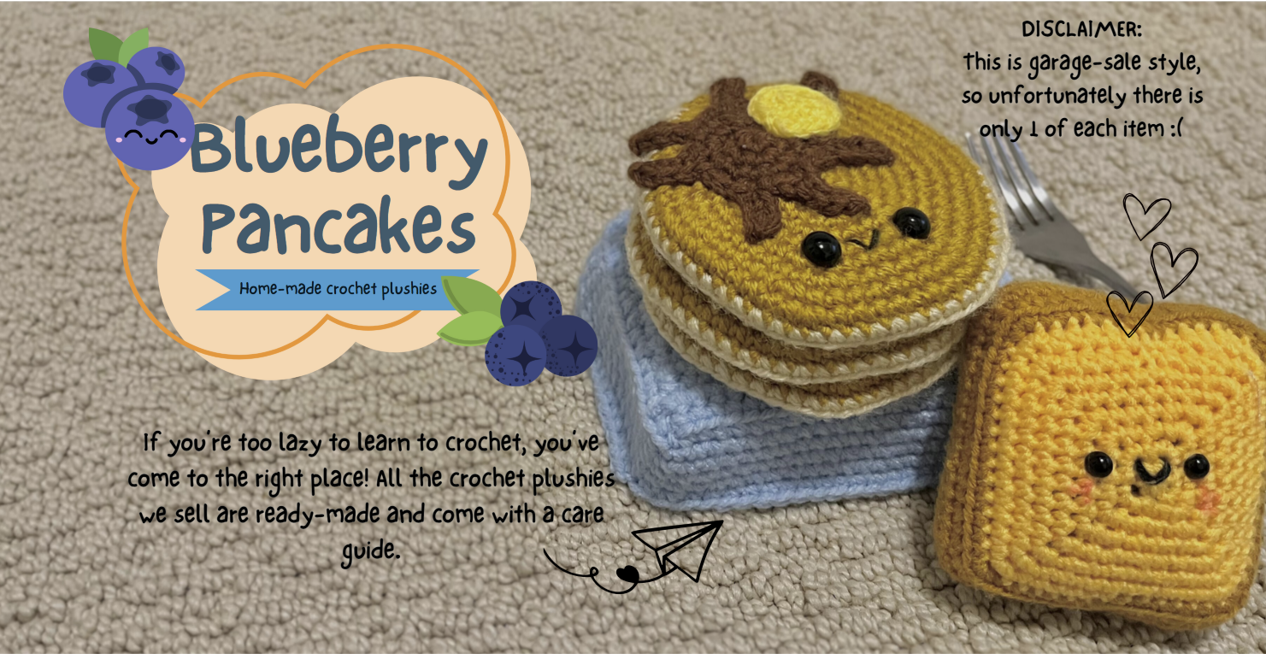 Blueberry
Pancakes
Home-made crochet plushies
DISCLAIMER:
This is garage-sale style,
so unfortunately there is
only 1 of each item :(
If you're too lazy to learn to crochet, you've
come to the right place! All the crochet plushies
we sell are ready-made and come with a care
guide.